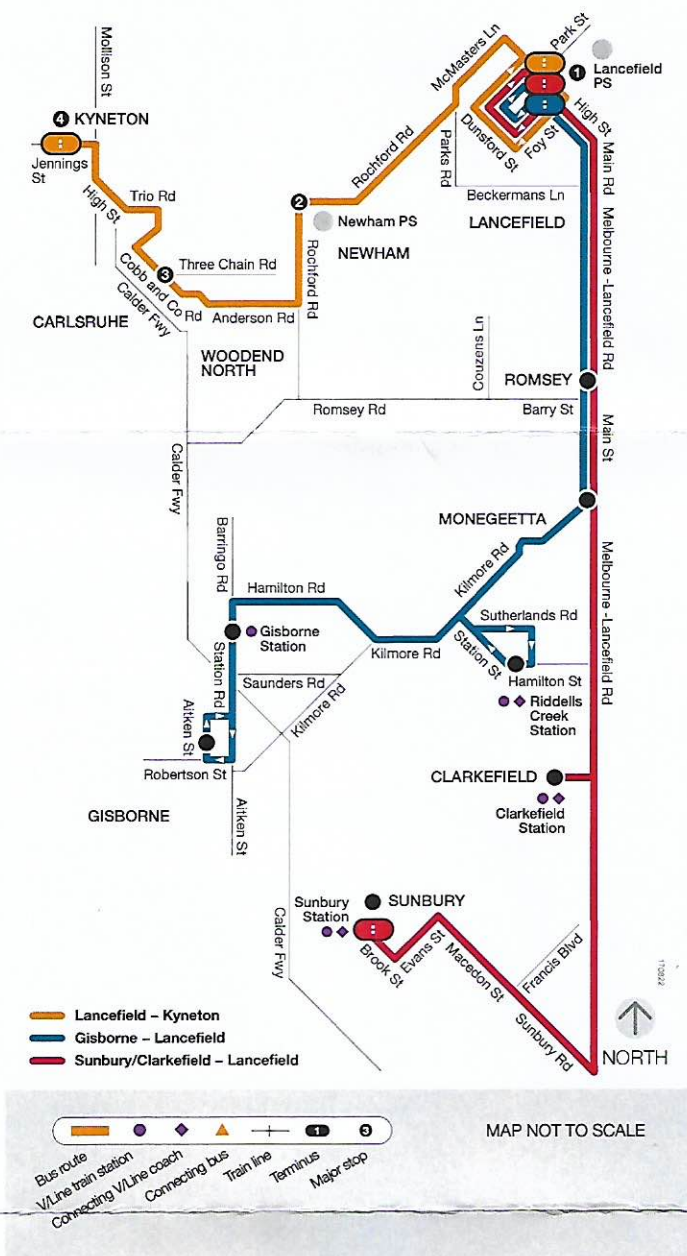 Mollison St
McMasters Ln
Park St
1
Lancefield
PS
4 KYNETON
Jennings
St
High St
Trio Rd
Dunsford St
Foy St
High St
Main Rd
Parks Rd
Rochford Rd
Beckermans Ln
2
Newham PS
LANCEFIELD
NEWHAM
Rochford Rd
Melbourne -Lancefield Rd
Three Chain Rd
3
Cobb and Co Rd
Calder Fwy
Anderson Rd
CARLSRUHE
WOODEND
NORTH
Couzens Ln
ROMSEY
Romsey Rd
Barry St
Main St
Calder Fwy
MONEGEETTA
Barringo Rd
Kilmore Rd
Melbourne-Lancefield Rd
Hamilton Rd
Sutherlands Rd
Gisborne
Station
Station St
Kilmore Rd
Station Rd
Saunders Rd
Hamilton St
Kilmore Rd
Riddells
Creek
Station
Aitken St
Robertson St
CLARKEFIELD
Clarkefield
Station
GISBORNE
Aitken St
Sunbury
Station
SUNBURY
Calder Fwy
Brook St
Evans St
Macedon St
Francis Blvd
Sunbury Rd
170822
NORTH
Lancefield – Kyneton
Gisborne – Lancefield
Sunbury/Clarkefield – Lancefield
1
3
MAP NOT TO SCALE
Bus route
V/Line train station
Connecting V/Line coach
Connecting bus
Train line
Terminus
Major stop